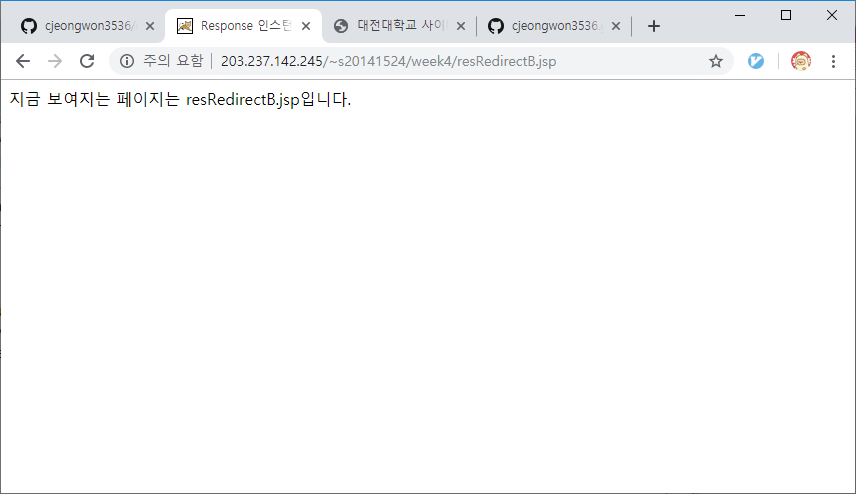 cjeongwon3536/
Response 인스턴
대전대학교 사이
cjeongwon3536.
주의 요함 203.237.142.245/~s20141524/week4/resRedirectB.jsp
지금 보여지는 페이지는 resRedirectB.jsp입니다.